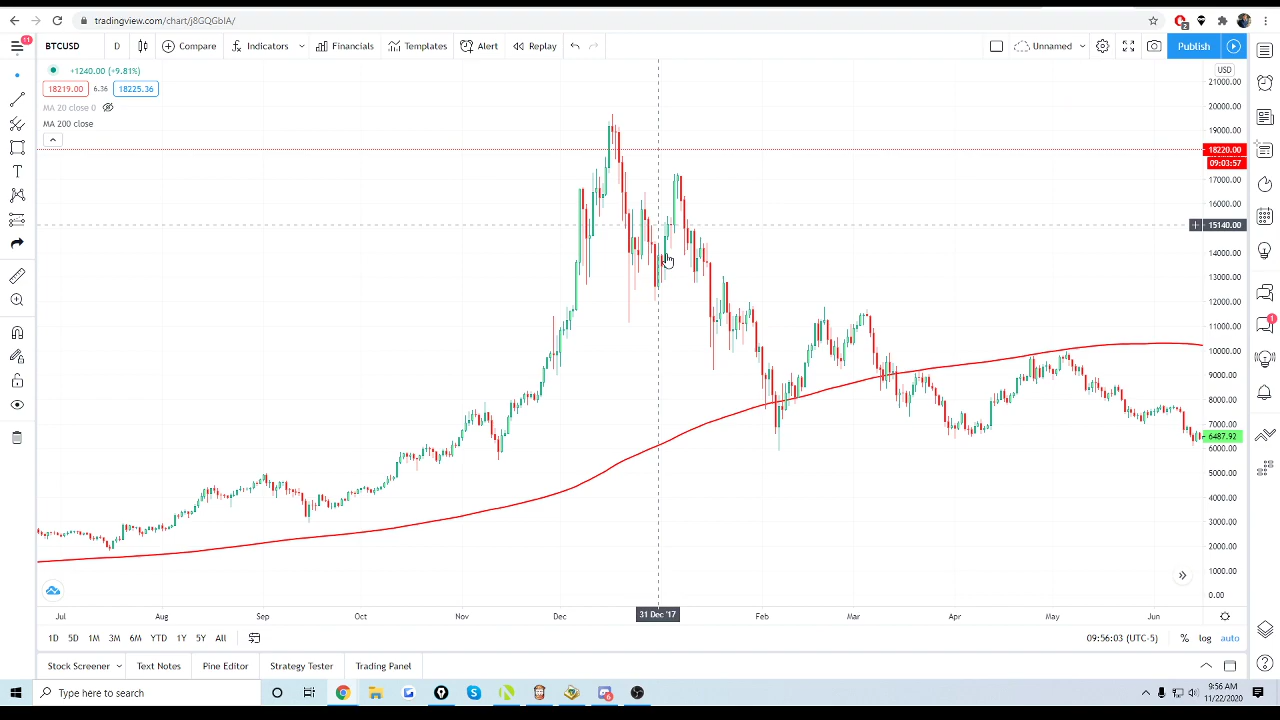 tradingview.com/chart/j8GQGbIA/
2
11
BTCUSD D Compare Indicators Financials Templates Alert Replay Unnamed Publish
+1240.00 (+9.81%)
18219.00 6.36 18225.36
MA 20 close 0
MA 200 close
USD
21000.00
20000.00
19000.00
18220.00
09:03:57
17000.00
16000.00
15140.00
14000.00
13000.00
12000.00
11000.00
10000.00
9000.00
8000.00
7000.00
6487.92
6000.00
5000.00
4000.00
3000.00
2000.00
1000.00
0.00
1
Jul Aug Sep Oct Nov Dec 31 Dec '17 Feb Mar Apr May Jun
1D 5D 1M 3M 6M YTD 1Y 5Y All 09:56:03 (UTC-5) % log auto
Stock Screener Text Notes Pine Editor Strategy Tester Trading Panel
Type here to search
6
9:56 AM
11/22/2020